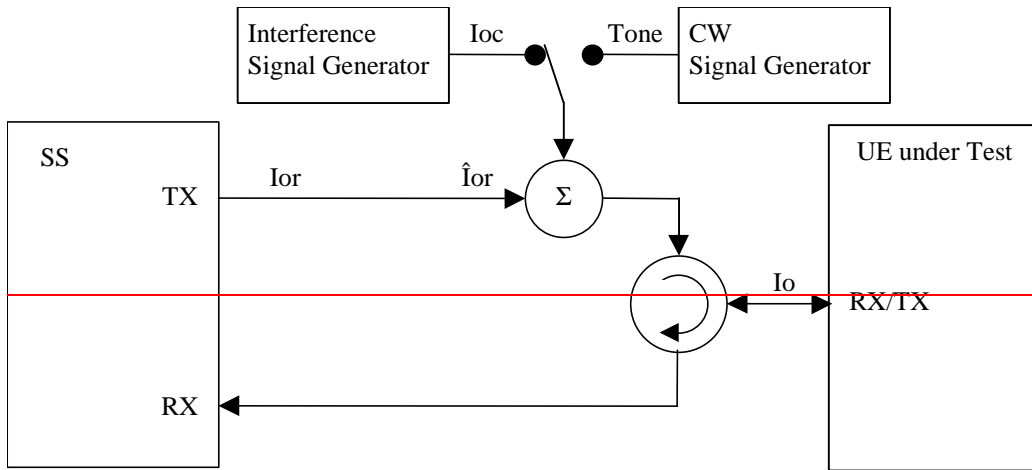 Interference
Signal Generator
Ioc
Tone
CW
Signal Generator
SS
UE under Test
TX
Ior
Îor
Σ
Io
RX/TX
RX